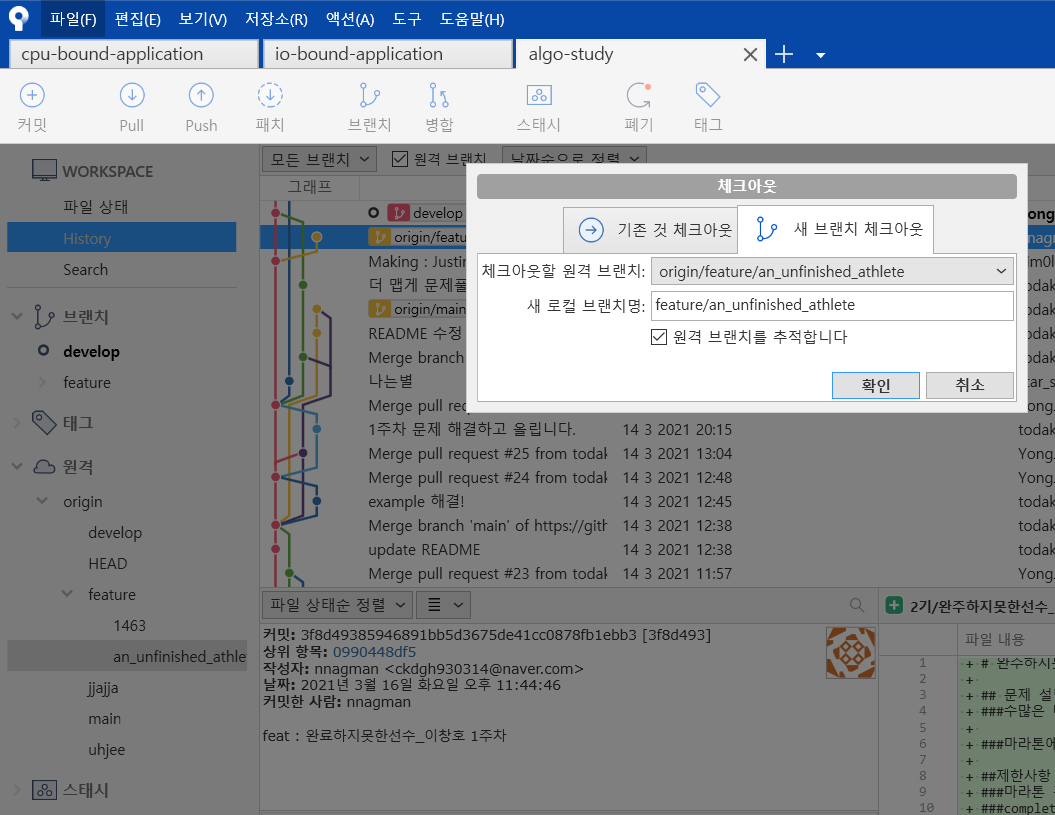 파일(F) 편집(E) 보기(V) 저장소(R) 액션(A) 도구 도움말(H)
cpu-bound-application io-bound-application algo-study
커밋 Pull Push 패치 브랜치 병합 스태시 폐기 태그
WORKSPACE
파일 상태
History
Search
브랜치
develop
feature
태그
원격
origin
develop
HEAD
feature
1463
an_unfinished_athle
jjajja
main
uhjee
스태시
모든 브랜치 원격 브랜치 날짜순으로 정렬
그래프
develop
origin/featu
Making : Justin
더 맵게 문제풀
origin/main
README 수정
Merge branch
나는별
Merge pull req
1주차 문제 해결하고 올립니다. 14 3 2021 20:15 todak
Merge pull request #25 from todak 14 3 2021 13:04 Yong.
Merge pull request #24 from todak 14 3 2021 12:48 Yong.
example 해결! 14 3 2021 12:45 todak
Merge branch 'main' of https://gith 14 3 2021 12:38 todak
update README 14 3 2021 12:38 todak
Merge pull request #23 from todak 14 3 2021 11:57 Yong.
체크아웃
기존 것 체크아웃 새 브랜치 체크아웃
체크아웃할 원격 브랜치: origin/feature/an_unfinished_athlete
새 로컬 브랜치명: feature/an_unfinished_athlete
원격 브랜치를 추적합니다
확인 취소
파일 상태순 정렬
커밋: 3f8d49385946891bb5d3675de41cc0878fb1ebb3 [3f8d493]
상위 항목: 0990448df5
작성자: nnagman <ckdgh930314@naver.com>
날짜: 2021년 3월 16일 화요일 오후 11:44:46
커밋한 사람: nnagman
feat : 완료하지못한선수_이창호 1주차
2기/완주하지못한선수_
파일 내용
1 + # 완주하지못
2 +
3 + ## 문제 설
4 + ###수많은
5 +
6 + ###마라톤에
7 +
8 + ##제한사항
9 + ###마라톤
10 + ###complet